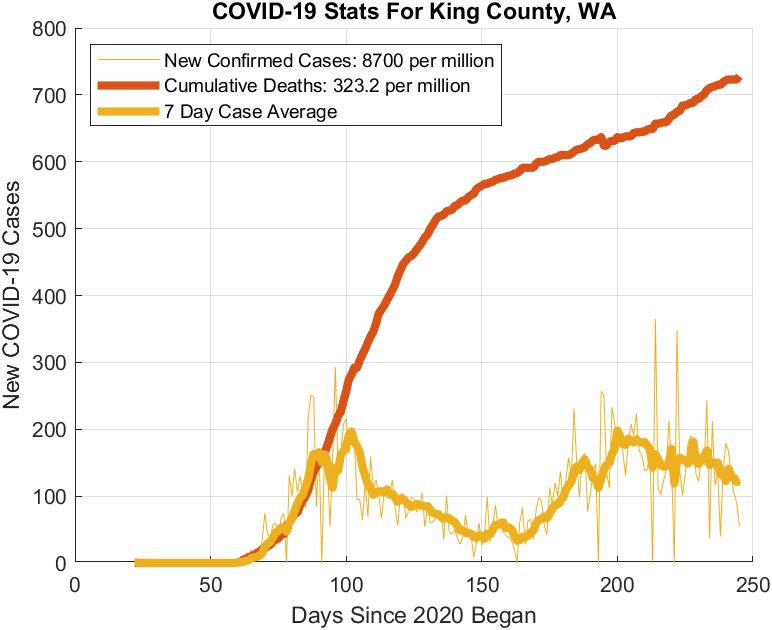 COVID-19 Stats For King County, WA
800
New Confirmed Cases: 8700 per million
Cumulative Deaths: 323.2 per million
7 Day Case Average
700
600
500
400
300
200
100
0
New COVID-19 Cases
0 50 100 150 200 250
Days Since 2020 Began